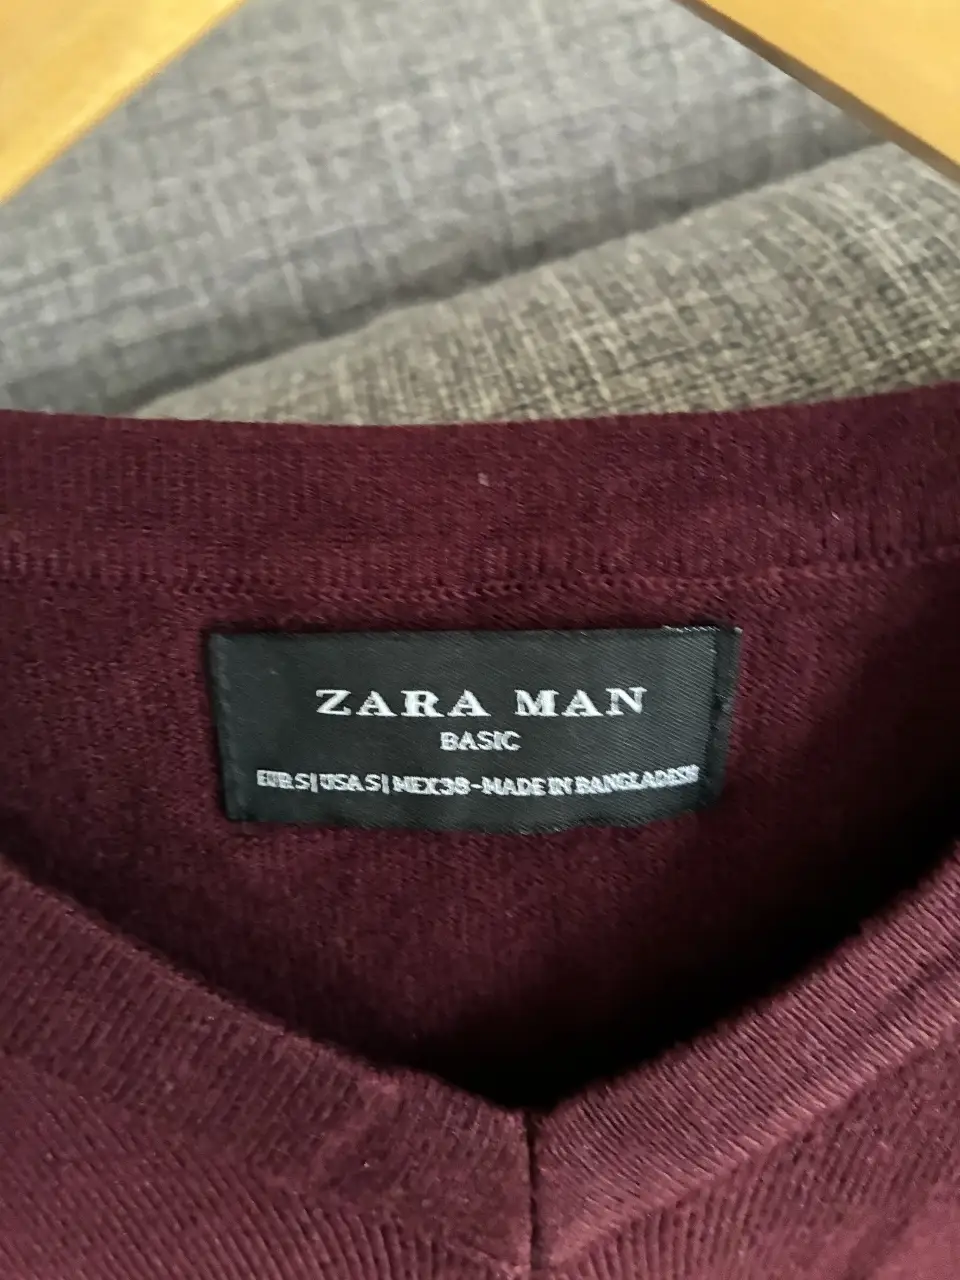 ZARA MAN
BASIC
EUR S | USA S | MEX 38 - MADE IN BANGLADESH